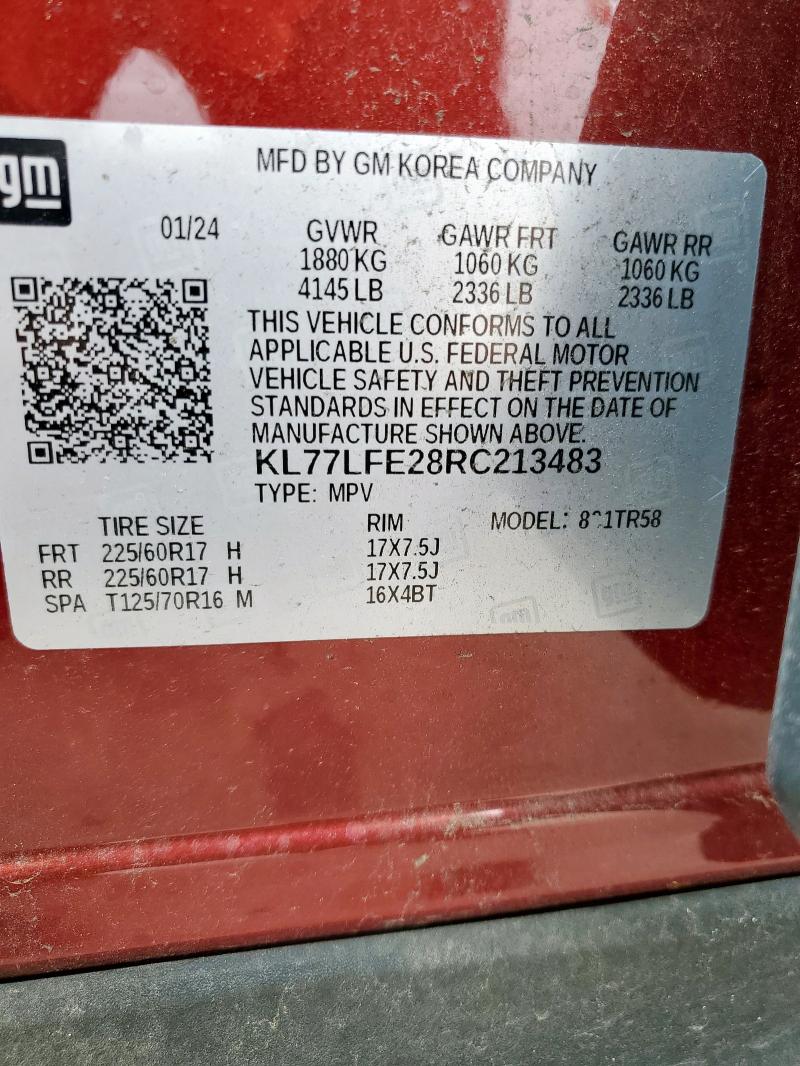 gm
MFD BY GM KOREA COMPANY
01/24 GVWR GAWR FRT GAWR RR
1880 KG 1060 KG 1060 KG
4145 LB 2336 LB 2336 LB
THIS VEHICLE CONFORMS TO ALL
APPLICABLE U.S. FEDERAL MOTOR
VEHICLE SAFETY AND THEFT PREVENTION
STANDARDS IN EFFECT ON THE DATE OF
MANUFACTURE SHOWN ABOVE.
KL77LFE28RC213483
TYPE: MPV
TIRE SIZE RIM MODEL:
FRT 225/60R17 H 17X7.5J
RR 225/60R17 H 17X7.5J
SPA T125/70R16 M 16X4BT